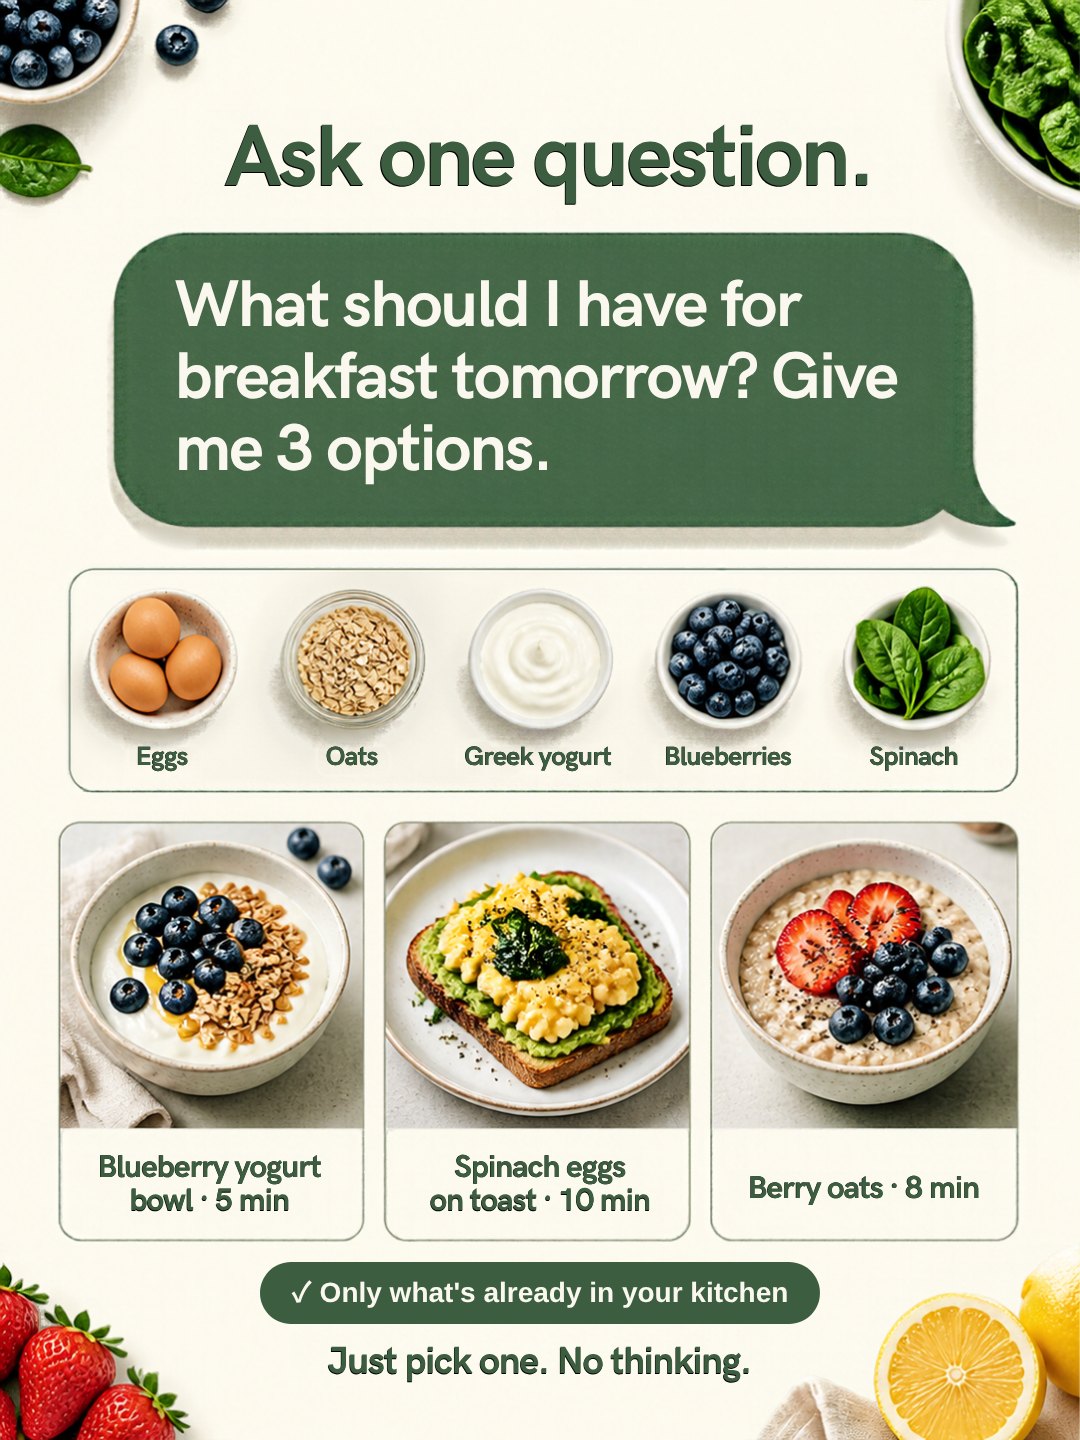 Ask one question.
What should I have for
breakfast tomorrow? Give
me 3 options.
Eggs
Oats
Greek yogurt
Blueberries
Spinach
Blueberry yogurt
bowl · 5 min
Spinach eggs
on toast · 10 min
Berry oats · 8 min
✓ Only what's already in your kitchen
Just pick one. No thinking.